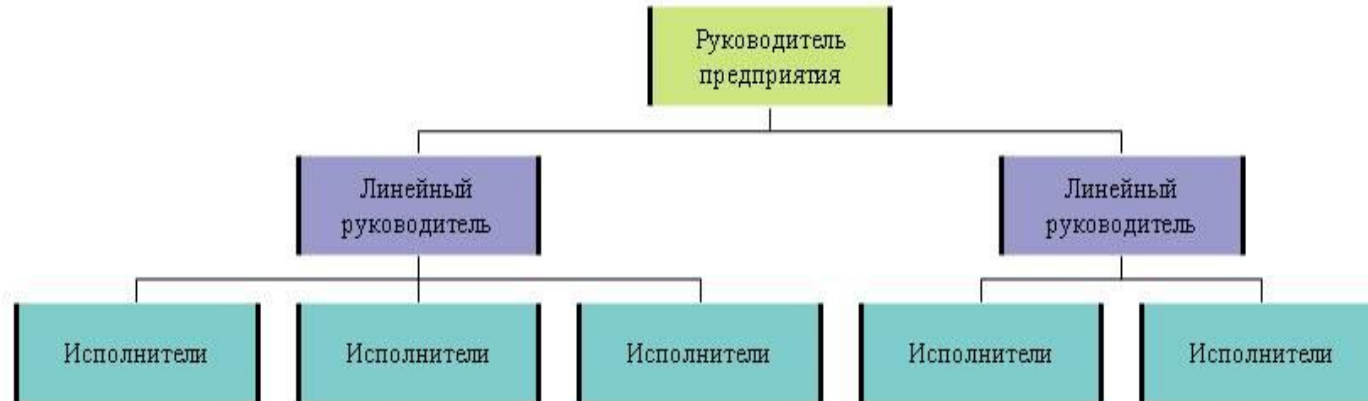 Руководитель
предприятия
Линейный
руководитель
Линейный
руководитель
Исполнители
Исполнители
Исполнители
Исполнители
Исполнители